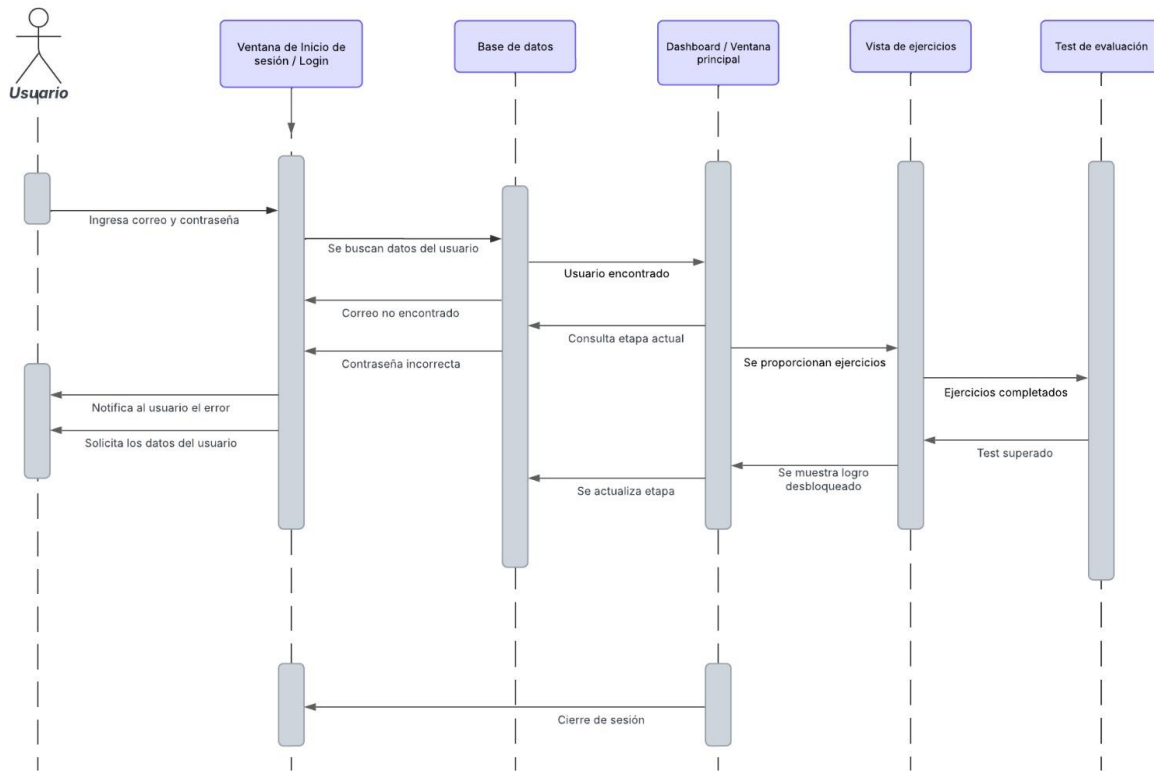 Usuario
Ventana de Inicio de
sesión / Login
Base de datos
Dashboard / Ventana
principal
Vista de ejercicios
Test de evaluación
Ingresa correo y contraseña
Se buscan datos del usuario
Usuario encontrado
Correo no encontrado
Consulta etapa actual
Contraseña incorrecta
Se proporcionan ejercicios
Ejercicios completados
Notifica al usuario el error
Solicita los datos del usuario
Test superado
Se muestra logro
desbloqueado
Se actualiza etapa
Cierre de sesión